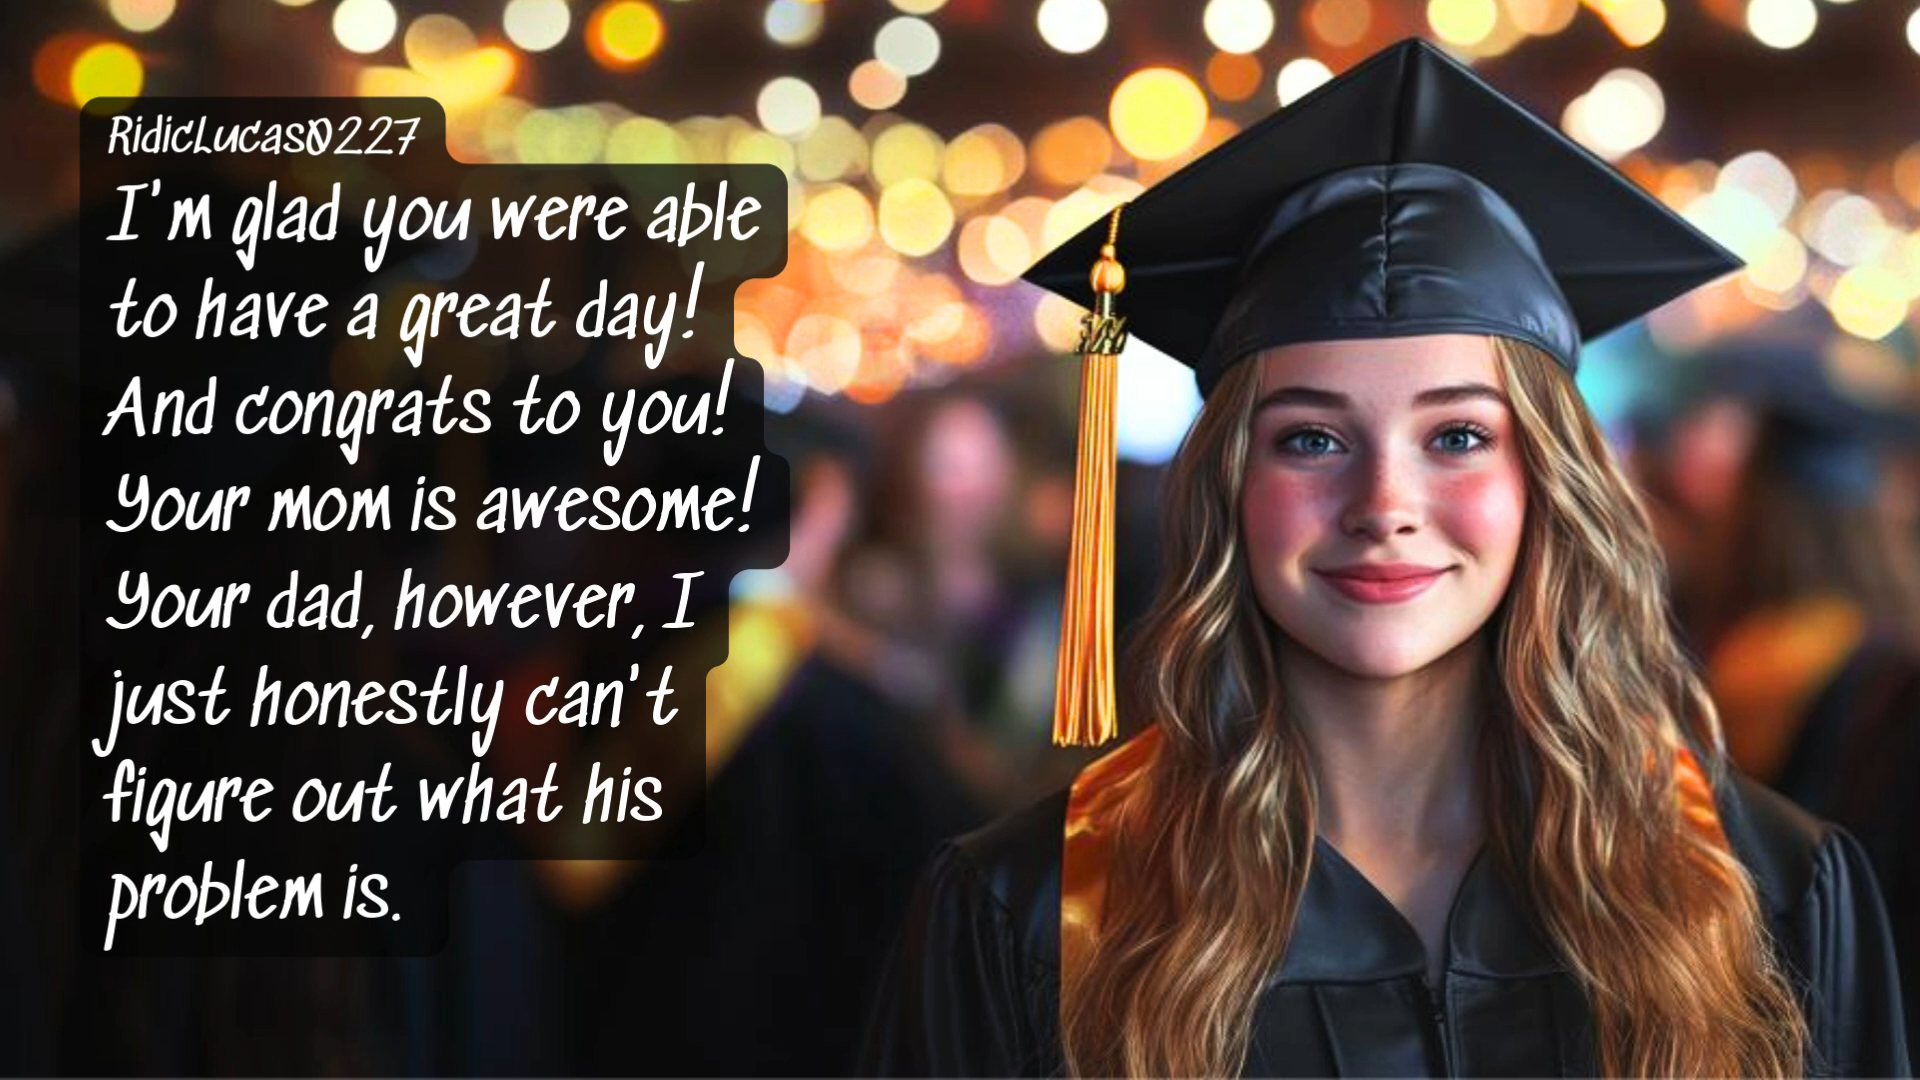 RidicLucas0227
I'm glad you were able
to have a great day!
And congrats to you!
Your mom is awesome!
Your dad, however, I
just honestly can't
figure out what his
problem is.